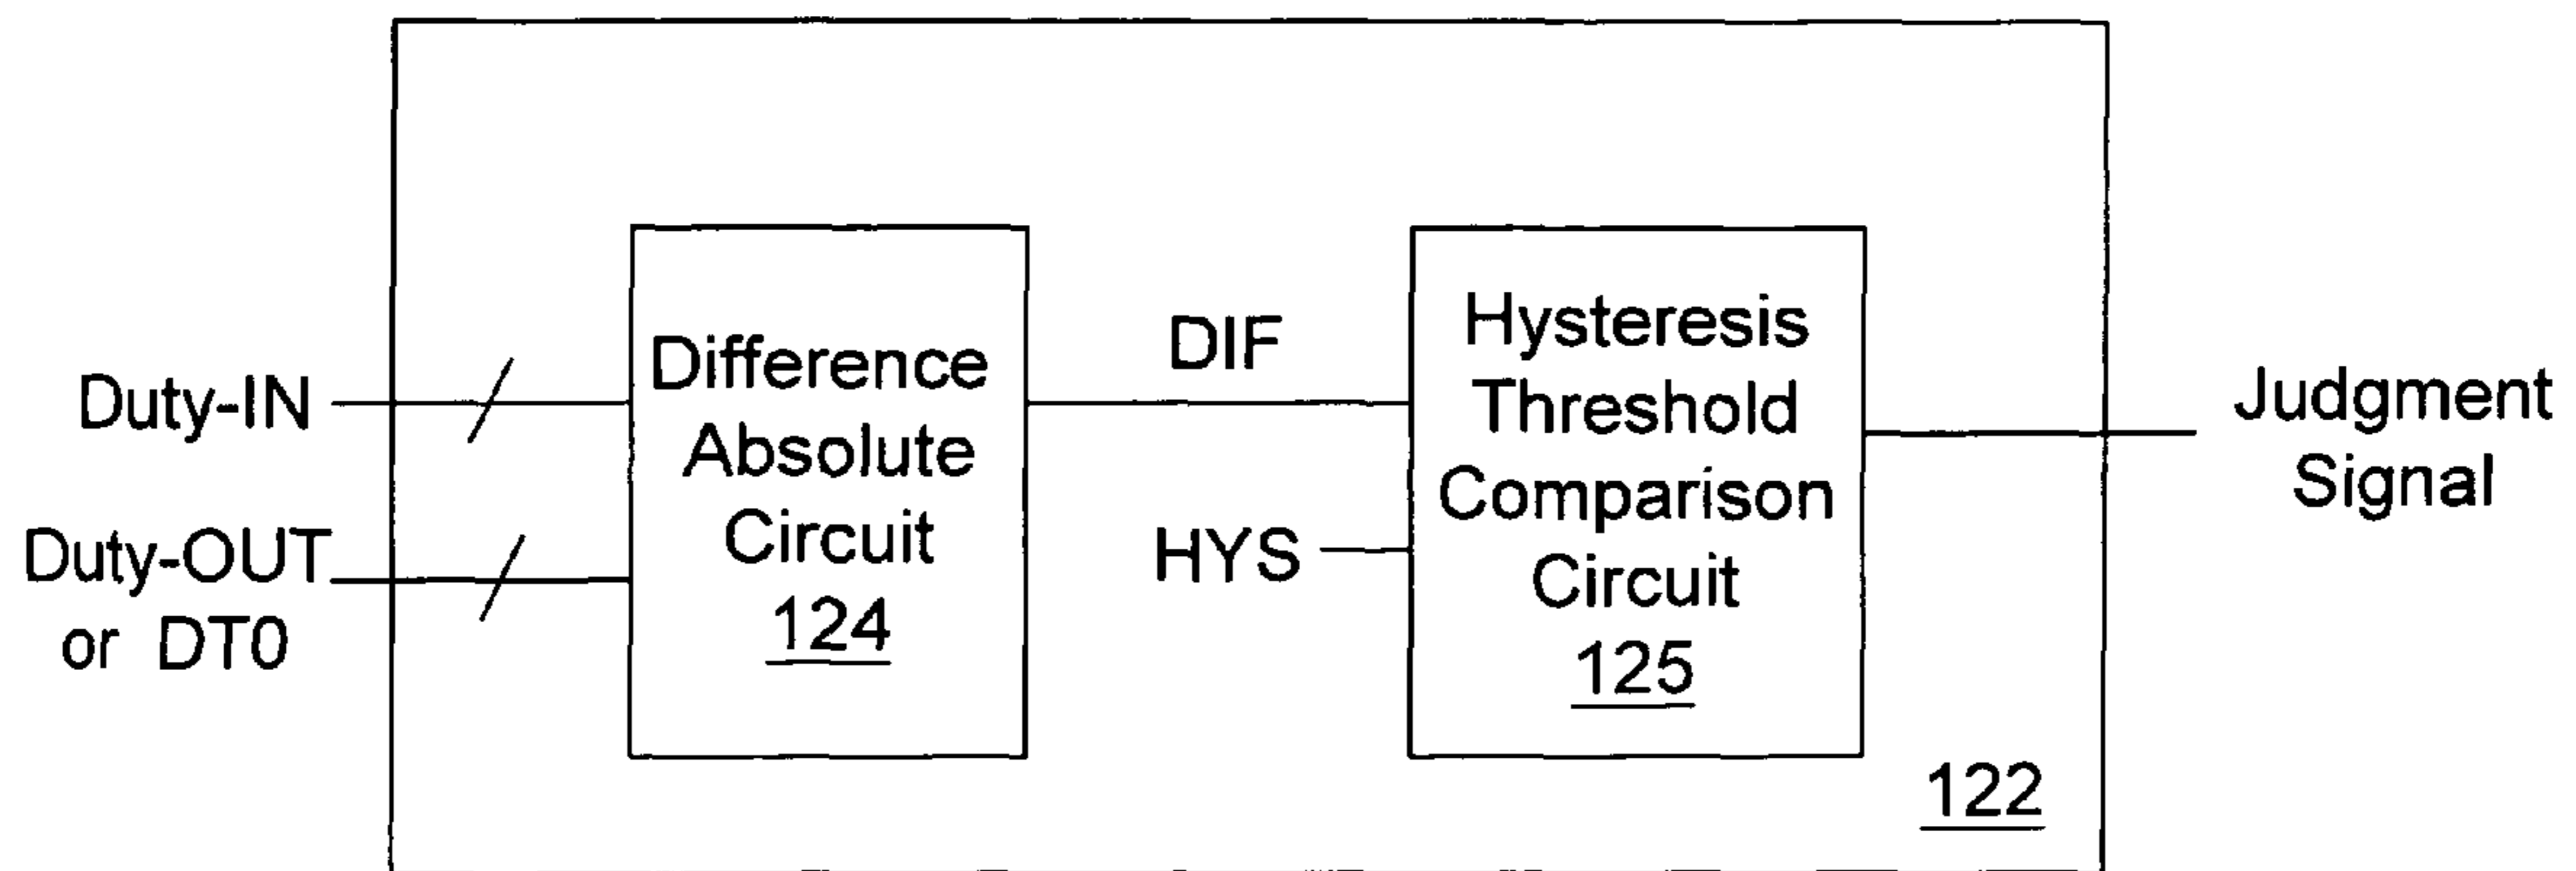 Duty-IN
Duty-OUT
or DT0
Difference
Absolute
Circuit
124
DIF
HYS
Hysteresis
Threshold
Comparison
Circuit
125
122
Judgment
Signal